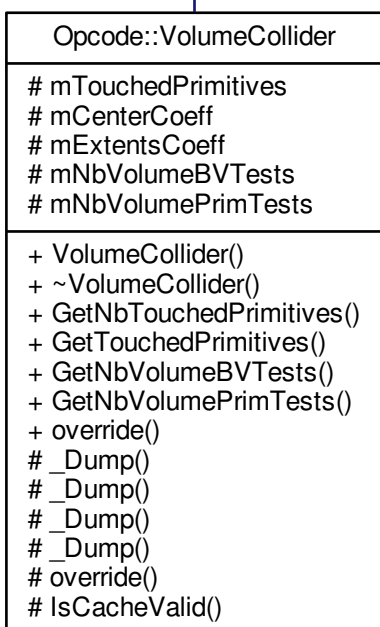 Opcode::VolumeCollider
# mTouchedPrimitives
# mCenterCoeff
# mExtentsCoeff
# mNbVolumeBVTests
# mNbVolumePrimTests
+ VolumeCollider()
+ ~VolumeCollider()
+ GetNbTouchedPrimitives()
+ GetTouchedPrimitives()
+ GetNbVolumeBVTests()
+ GetNbVolumePrimTests()
+ override()
# _Dump()
# _Dump()
# _Dump()
# _Dump()
# override()
# IsCacheValid()